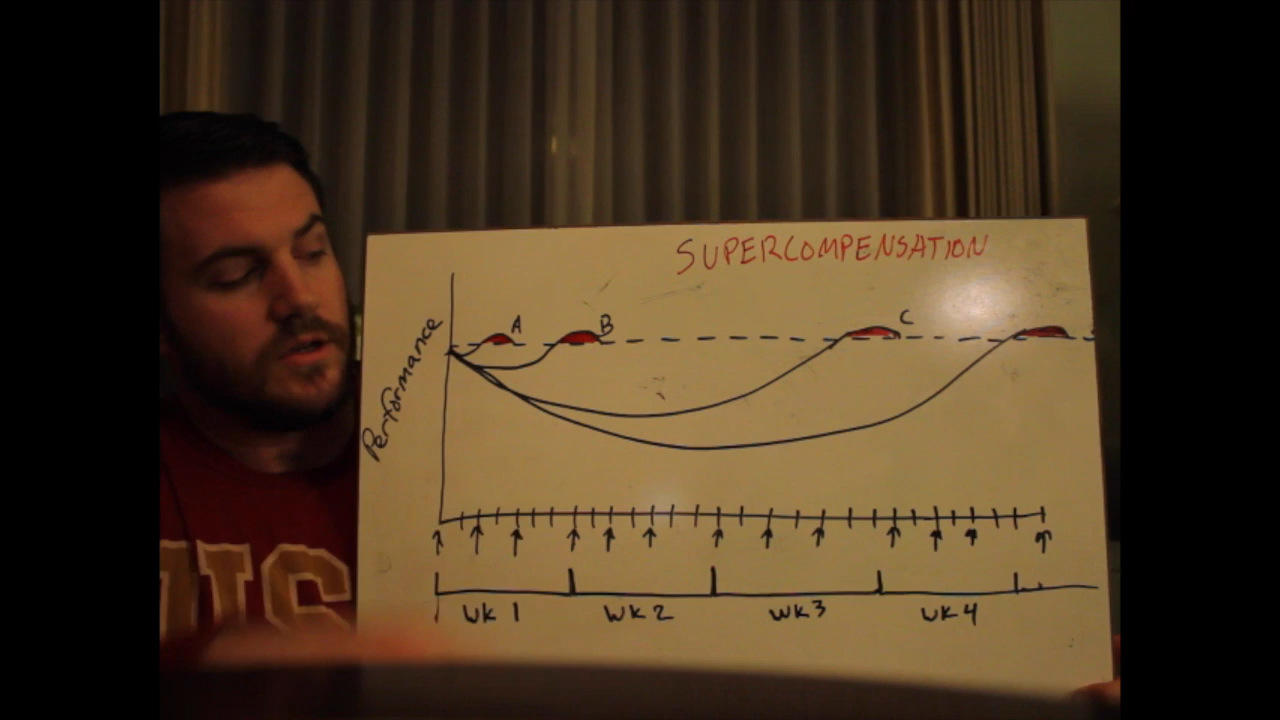 SUPERCOMPENSATION
A
B
C
Performance
WK 1
WK 2
WK 3
WK 4